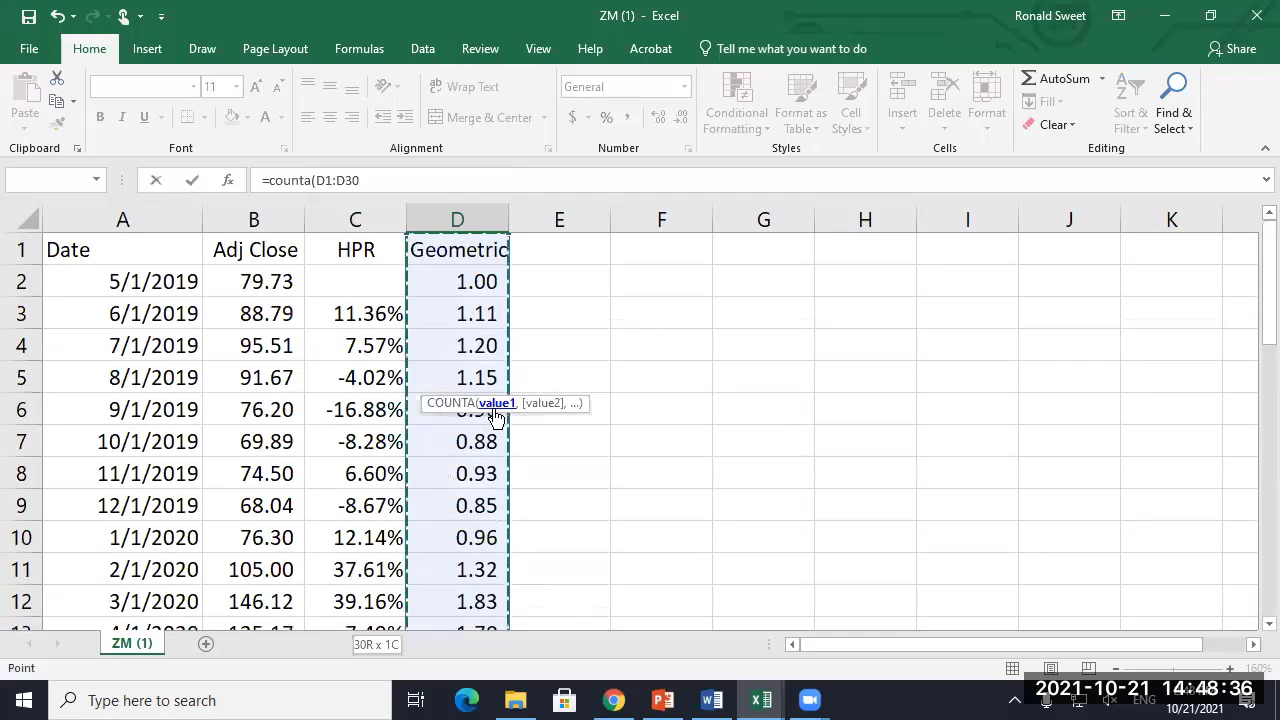 ZM (1) - Excel
Ronald Sweet
File Home Insert Draw Page Layout Formulas Data Review View Help Acrobat Tell me what you want to do Share
11 General
Paste
B I U
Wrap Text
Merge & Center
$ % ,
Conditional Formatting
Format as Table
Cell Styles
Insert Delete Format
AutoSum
Fill
Clear
Sort & Filter
Find & Select
Clipboard Font Alignment Number Styles Cells Editing
fx =counta(D1:D30
A B C D E F G H I J K
1 Date Adj Close HPR Geometric
2 5/1/2019 79.73 1.00
3 6/1/2019 88.79 11.36% 1.11
4 7/1/2019 95.51 7.57% 1.20
5 8/1/2019 91.67 -4.02% 1.15
COUNTA(value1, [value2], ...)
6 9/1/2019 76.20 -16.88%
7 10/1/2019 69.89 -8.28% 0.88
8 11/1/2019 74.50 6.60% 0.93
9 12/1/2019 68.04 -8.67% 0.85
10 1/1/2020 76.30 12.14% 0.96
11 2/1/2020 105.00 37.61% 1.32
12 3/1/2020 146.12 39.16% 1.83
ZM (1)
30R x 1C
Point
160%
Type here to search
2021-10-21 14:48:36
ENG
10/21/2021